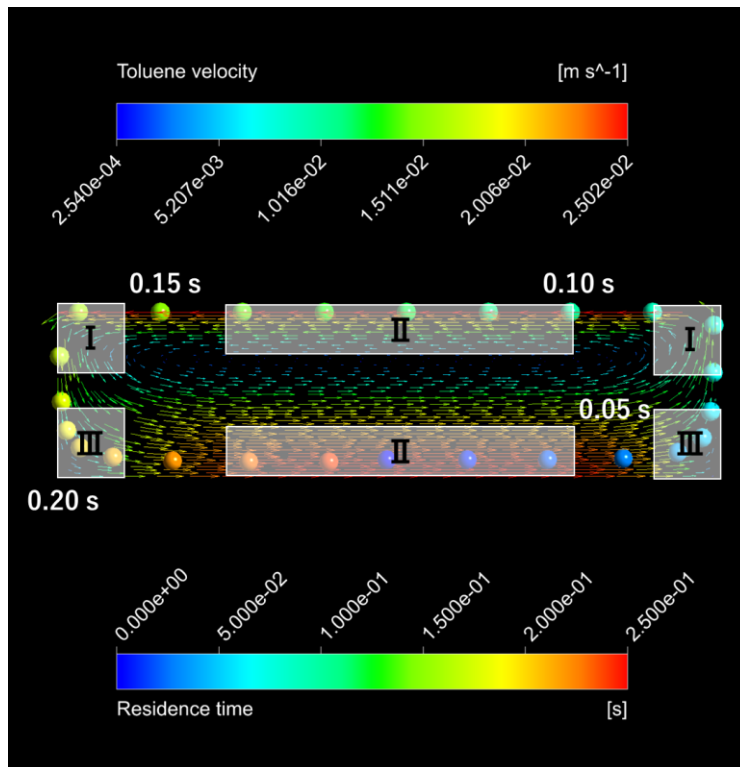 Toluene velocity [m s^-1]
2.540e-04 5.207e-03 1.016e-02 1.511e-02 2.006e-02 2.502e-02
0.15 s 0.10 s
I II I
0.05 s
III II III
0.20 s
0.000e+00 5.000e-02 1.000e-01 1.500e-01 2.000e-01 2.500e-01
Residence time [s]